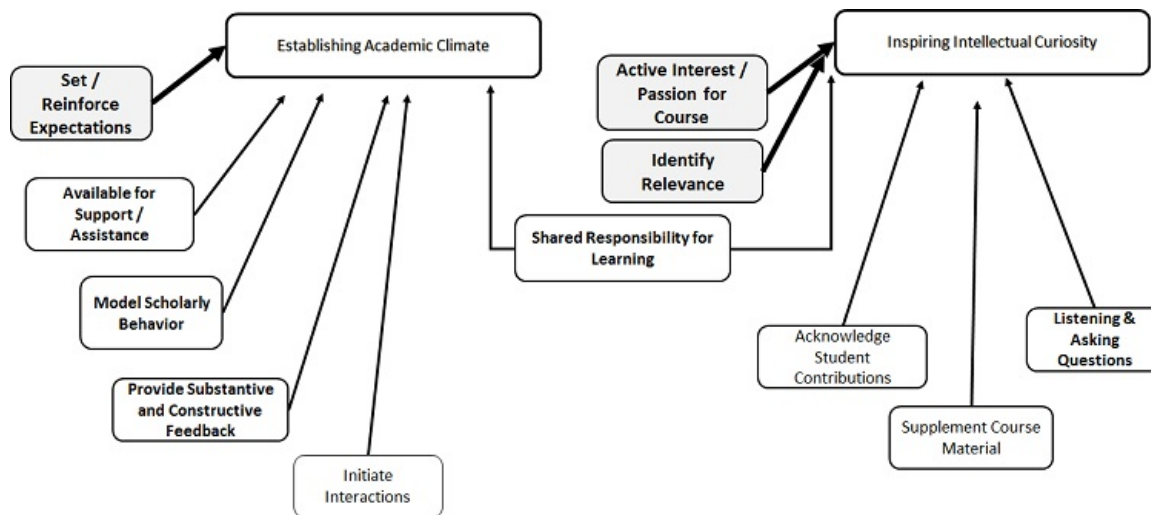 Establishing Academic Climate
Inspiring Intellectual Curiosity
Set /
Reinforce
Expectations
Active Interest /
Passion for
Course
Identify
Relevance
Available for
Support /
Assistance
Shared Responsibility for
Learning
Model Scholarly
Behavior
Acknowledge
Student
Contributions
Listening &
Asking
Questions
Provide Substantive
and Constructive
Feedback
Supplement Course
Material
Initiate
Interactions